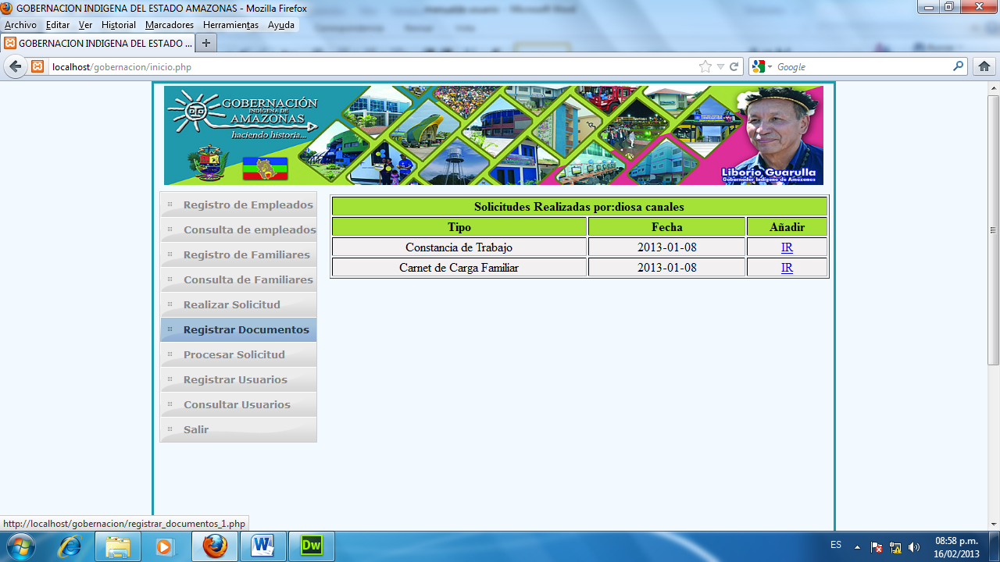 GOBERNACION INDIGENA DEL ESTADO AMAZONAS - Mozilla Firefox
Archivo Editar Ver Historial Marcadores Herramientas Ayuda
GOBERNACION INDIGENA DEL ESTADO ...
localhost/gobernacion/inicio.php
Google
GOBERNACIÓN
INDÍGENA DE
AMAZONAS
haciendo historia...
Liborio Guarulla
Gobernador Indígena de Amazonas
Registro de Empleados
Consulta de empleados
Registro de Familiares
Consulta de Familiares
Realizar Solicitud
Registrar Documentos
Procesar Solicitud
Registrar Usuarios
Consultar Usuarios
Salir
Solicitudes Realizadas por:diosa canales
Tipo Fecha Añadir
Constancia de Trabajo 2013-01-08 IR
Carnet de Carga Familiar 2013-01-08 IR
http://localhost/gobernacion/registrar_documentos_1.php
W
Dw
ES
08:58 p.m.
16/02/2013